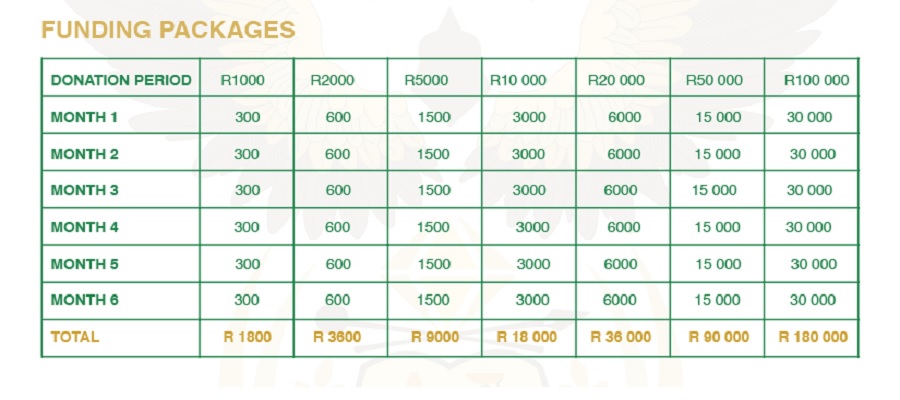 FUNDING PACKAGES
DONATION PERIOD R1000 R2000 R5000 R10 000 R20 000 R50 000 R100 000
MONTH 1 300 600 1500 3000 6000 15 000 30 000
MONTH 2 300 600 1500 3000 6000 15 000 30 000
MONTH 3 300 600 1500 3000 6000 15 000 30 000
MONTH 4 300 600 1500 3000 6000 15 000 30 000
MONTH 5 300 600 1500 3000 6000 15 000 30 000
MONTH 6 300 600 1500 3000 6000 15 000 30 000
TOTAL R 1800 R 3600 R 9000 R 18 000 R 36 000 R 90 000 R 180 000